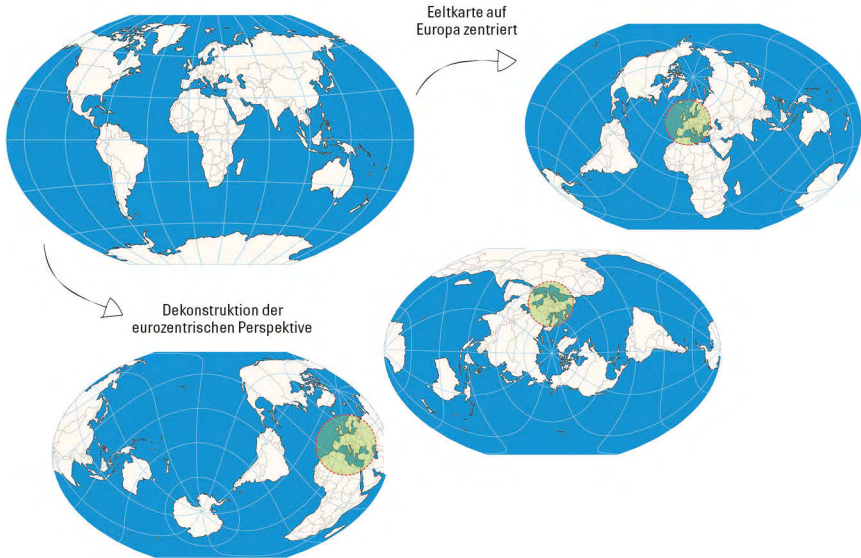 Eeltkarte auf
Europa zentriert
Dekonstruktion der
eurozentrischen Perspektive